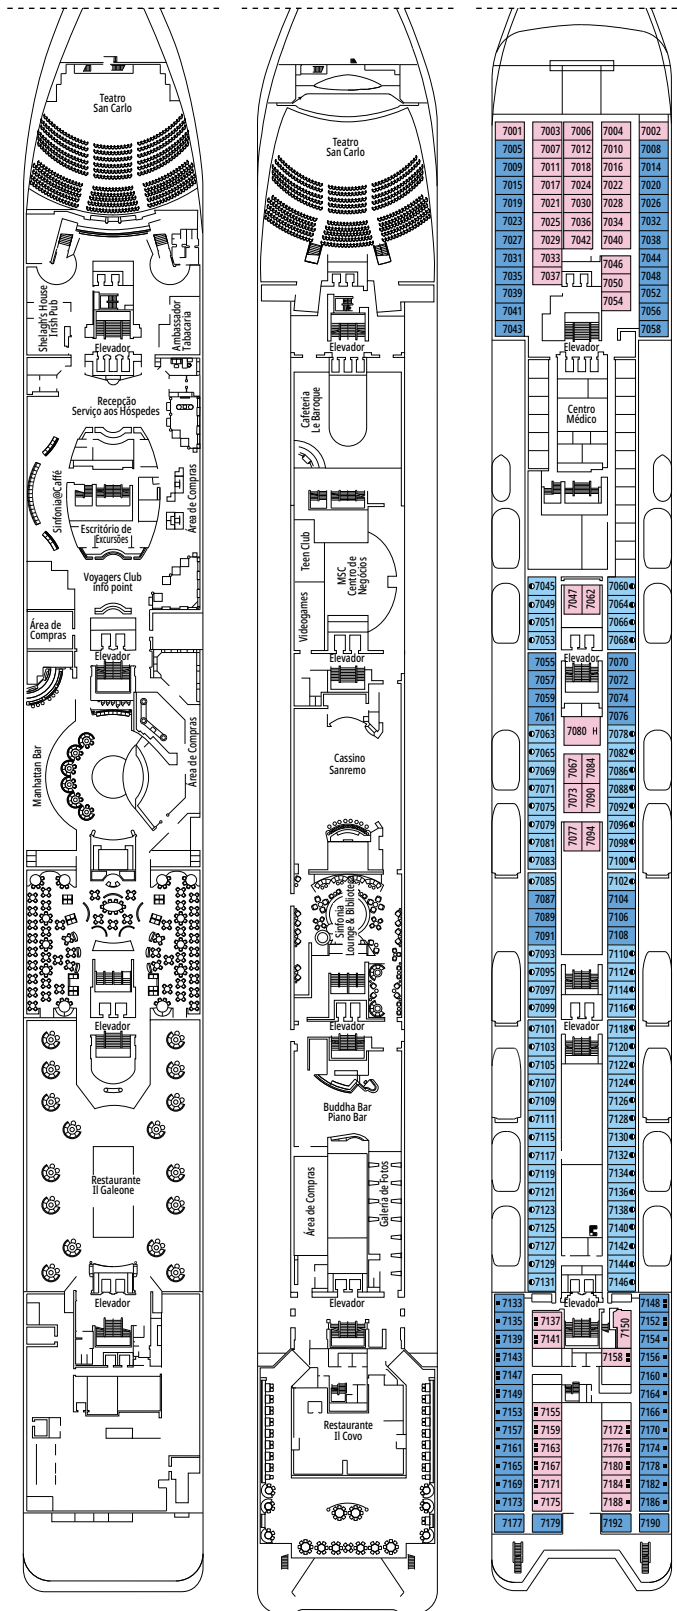 Teatro
San Carlo
Shelagh's House
Irish Pub
Ambassador
Tabacaria
Elevador
Recepção
Serviço aos Hóspedes
Sinfonia@Caffé
Área de Compras
Escritório de
Excursões
Voyagers Club
info point
Área de
Compras
Elevador
Manhattan Bar
Área de Compras
Elevador
Restaurante
Il Galeone
Elevador
Teatro
San Carlo
Elevador
Cafeteria
Le Baroque
Teen Club
MSC
Centro de
Negócios
Videogames
Elevador
Cassino
Sanremo
Sinfonia
Lounge & Bibliotec
Elevador
Buddha Bar
Piano Bar
Área de Compras
Galeria de Fotos
Elevador
Restaurante
Il Covo
7001 7003 7006 7004 7002
7005 7007 7012 7010 7008
7009 7011 7018 7016 7014
7015 7017 7024 7022 7020
7019 7021 7030 7028 7026
7023 7025 7036 7034 7032
7027 7029 7042 7040 7038
7031 7033 7046 7044
7035 7037 7050 7048
7039 7054 7052
7041 7056
7043 7058
Elevador
Centro
Médico
7045 7047 7062 7060
7049 7064
7051 7066
7053 7068
Elevador
7055 7070
7057 7072
7059 7074
7061 7076
7063 7080 H 7078
7065 7082
7069 7067 7084 7086
7071 7073 7090 7088
7075 7092
7079 7077 7094 7096
7081 7098
7083 7100
7085 7102
7087 7104
7089 7106
7091 7108
7093 7110
7095 7112
7097 7114
7099 7116
Elevador
7101 7118
7103 7120
7105 7122
7107 7124
7109 7126
7111 7128
7115 7130
7117 7132
7119 7134
7121 7136
7123 7138
7125 7140
7127 7142
7129 7144
7131 7146
Elevador
7133 7148
7135 7137 7150 7152
7139 7141 7154
7143 7158 7156
7147 7160
7149 7164
7153 7155 7166
7157 7159 7172 7170
7161 7163 7176 7174
7165 7167 7180 7178
7169 7171 7184 7182
7173 7175 7188 7186
7177 7179 7192 7190